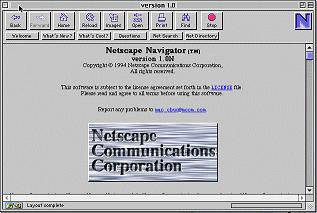 version 1.0
Back Forward Home Reload Images Open Print Find Stop
Welcome What's New? What's Cool? Questions Net Search Net Directory
Netscape Navigator (TM)
version 1.0N
Copyright © 1994 Netscape Communications Corporation,
All rights reserved.
This software is subject to the license agreement set forth in the LICENSE file.
Please read and agree to all terms before using this software.
Report any problems to
Netscape
Communications
Corporation
Layout complete